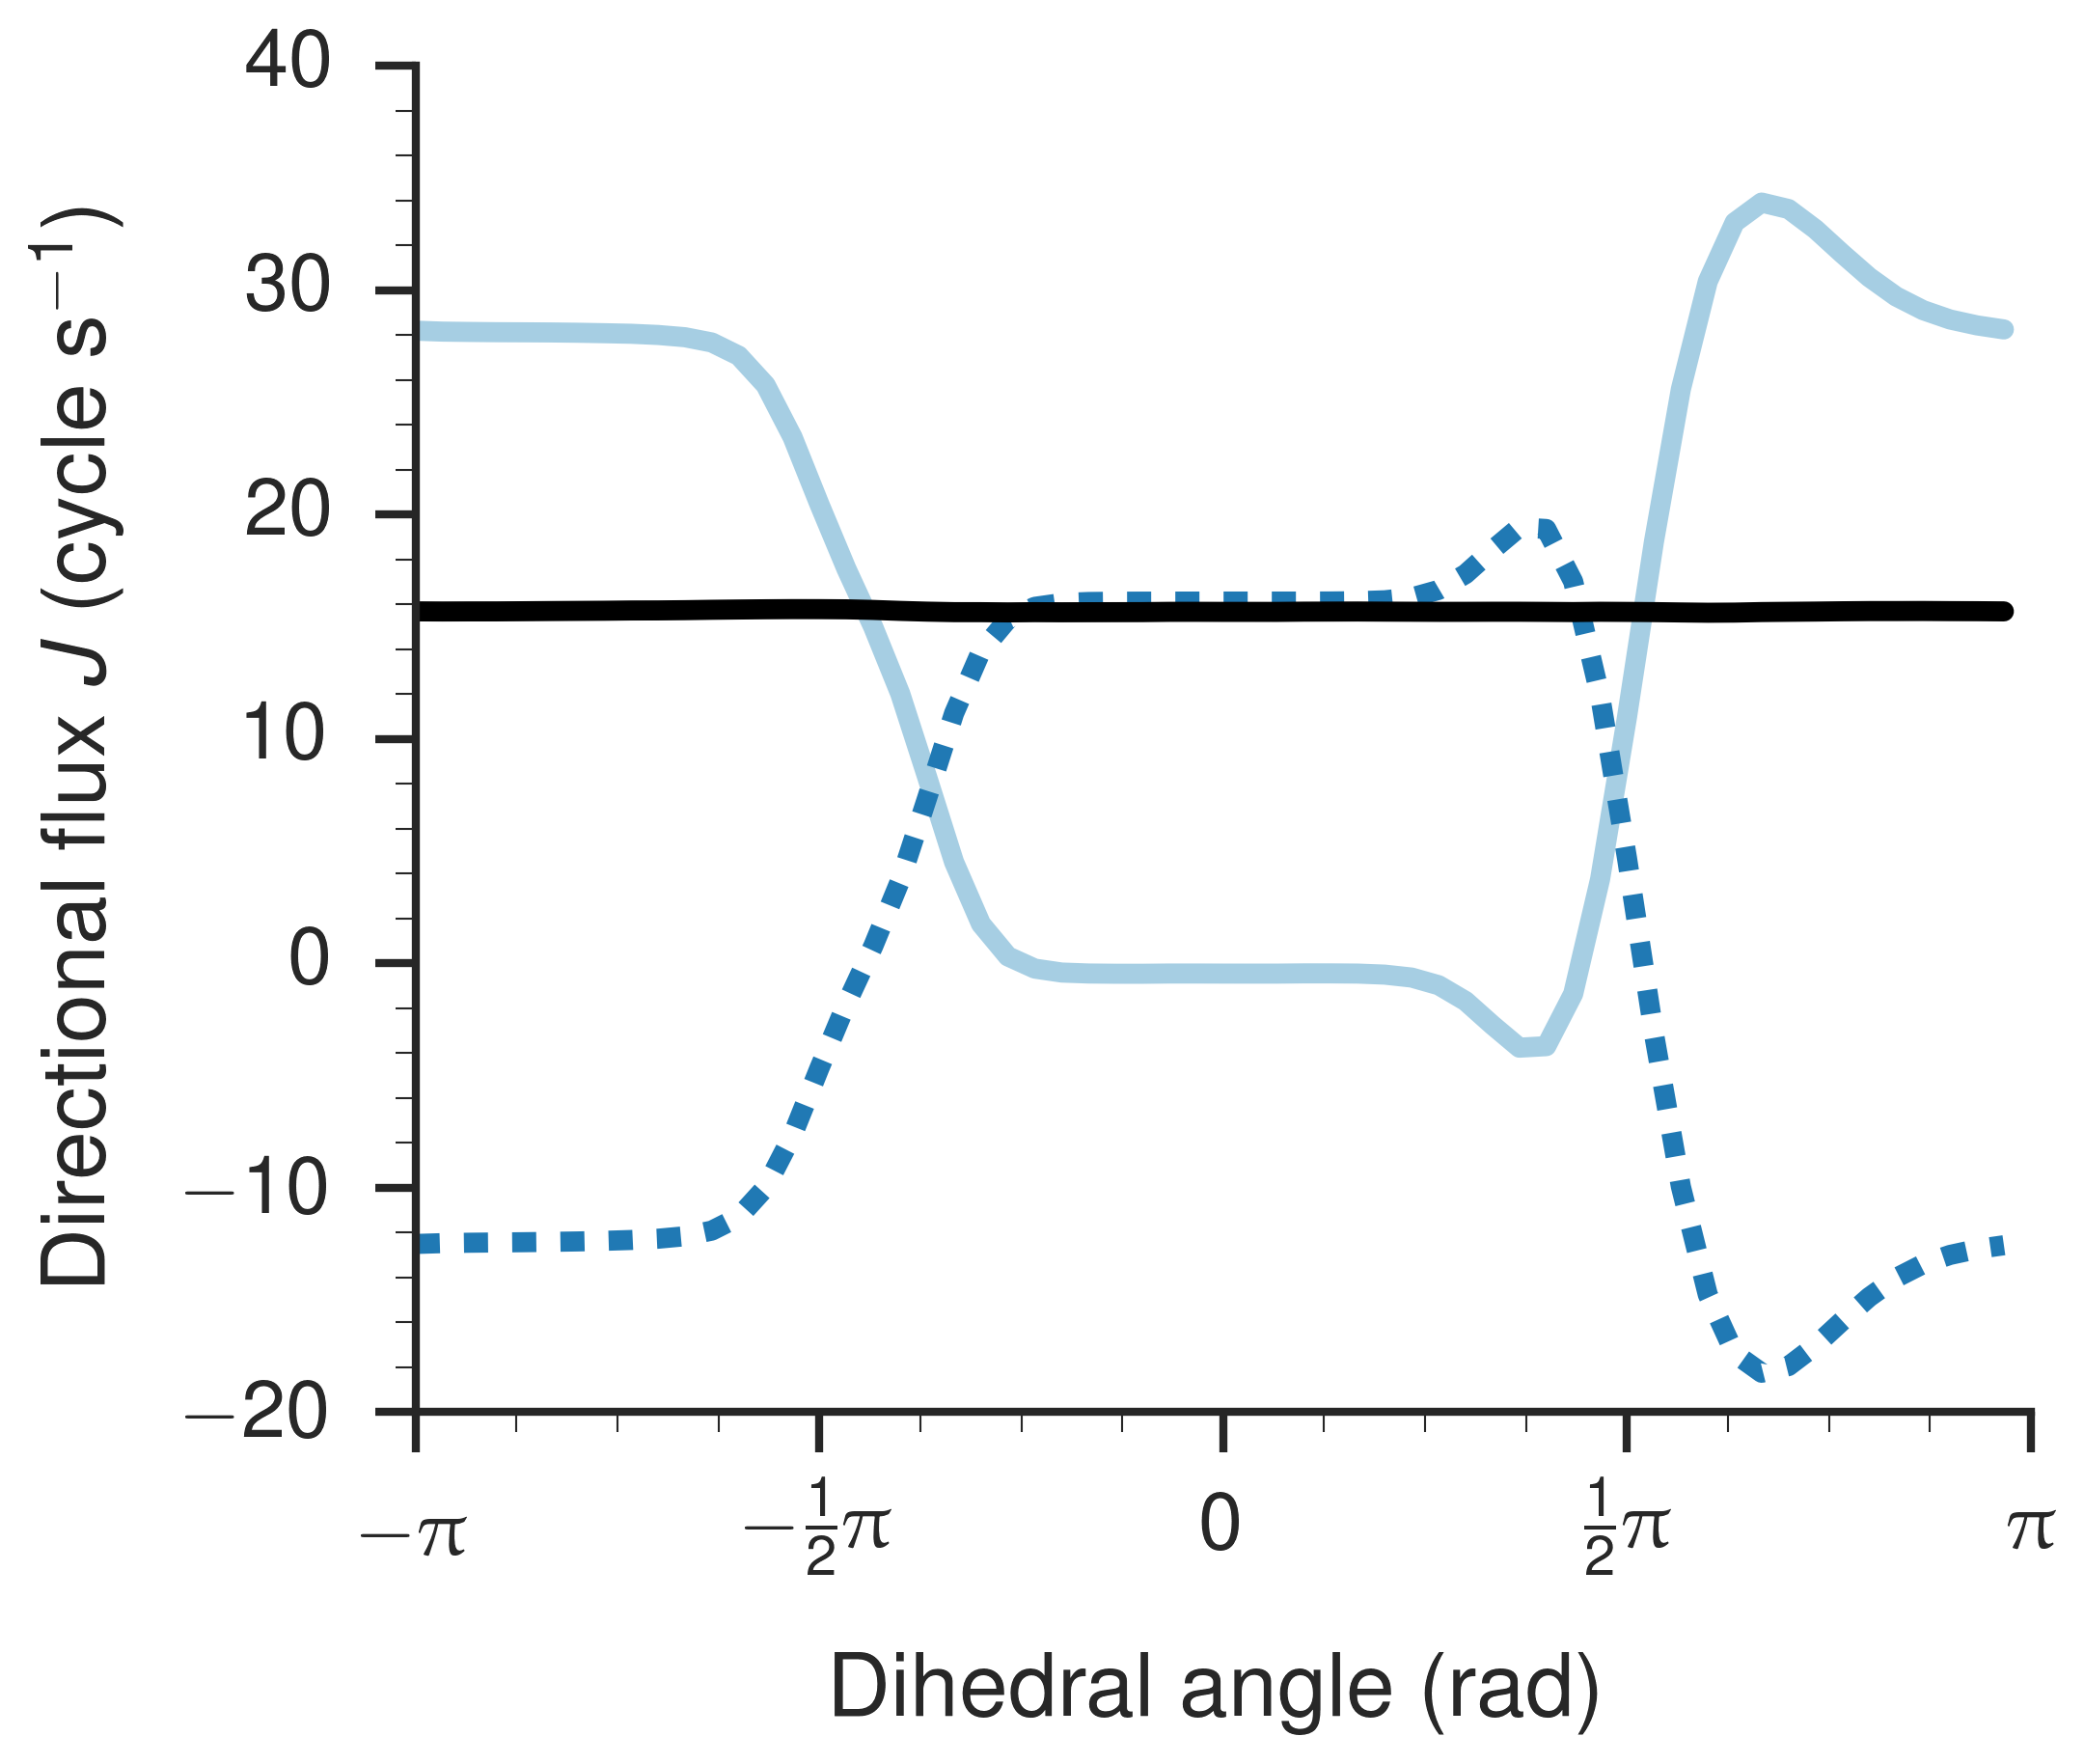 Directional flux J (cycle s⁻¹)
40
30
20
10
0
−10
−20
−π
−½π
0
½π
π
Dihedral angle (rad)